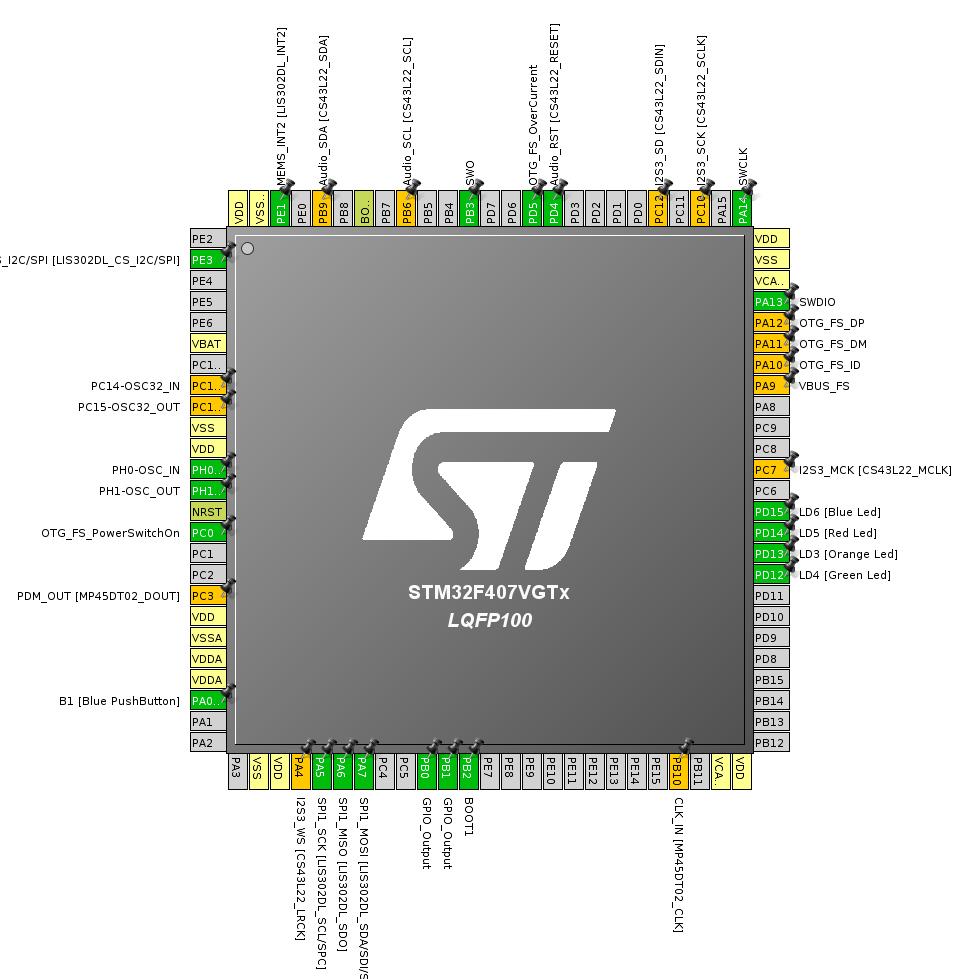 MEMS_INT2 [LIS302DL_INT2]
Audio_SDA [CS43L22_SDA]
Audio_SCL [CS43L22_SCL]
SWO
OTG_FS_OverCurrent
Audio_RST [CS43L22_RESET]
I2S3_SD [CS43L22_SDIN]
I2S3_SCK [CS43L22_SCLK]
SWCLK
VDD
VSS..
PE1
PE0
PB9
PB8
BO..
PB7
PB6
PB5
PB4
PB3
PD7
PD6
PD5
PD4
PD3
PD2
PD1
PD0
PC12
PC11
PC10
PA15
PA14
PE2
S_I2C/SPI [LIS302DL_CS_I2C/SPI] PE3
PE4
PE5
PE6
VBAT
PC1..
PC14-OSC32_IN PC1..
PC15-OSC32_OUT PC1..
VSS
VDD
PH0-OSC_IN PH0..
PH1-OSC_OUT PH1..
NRST
OTG_FS_PowerSwitchOn PC0
PC1
PC2
PDM_OUT [MP45DT02_DOUT] PC3
VDD
VSSA
VDDA
VDDA
B1 [Blue PushButton] PA0..
PA1
PA2
VDD
VSS
VCA..
PA13 SWDIO
PA12 OTG_FS_DP
PA11 OTG_FS_DM
PA10 OTG_FS_ID
PA9 VBUS_FS
PA8
PC9
PC8
PC7 I2S3_MCK [CS43L22_MCLK]
PC6
PD15 LD6 [Blue Led]
PD14 LD5 [Red Led]
PD13 LD3 [Orange Led]
PD12 LD4 [Green Led]
PD11
PD10
PD9
PD8
PB15
PB14
PB13
PB12
ST
STM32F407VGTx
LQFP100
PA3
VSS
VDD
PA4
PA5
PA6
PA7
PC4
PC5
PB0
PB1
PB2
PE7
PE8
PE9
PE10
PE11
PE12
PE13
PE14
PE15
PB10
PB11
VCA..
VDD
I2S3_WS [CS43L22_LRCK]
SPI1_SCK [LIS302DL_SCL/SPC]
SPI1_MISO [LIS302DL_SDO]
SPI1_MOSI [LIS302DL_SDA/SDI/S
GPIO_Output
GPIO_Output
BOOT1
CLK_IN [MP45DT02_CLK]